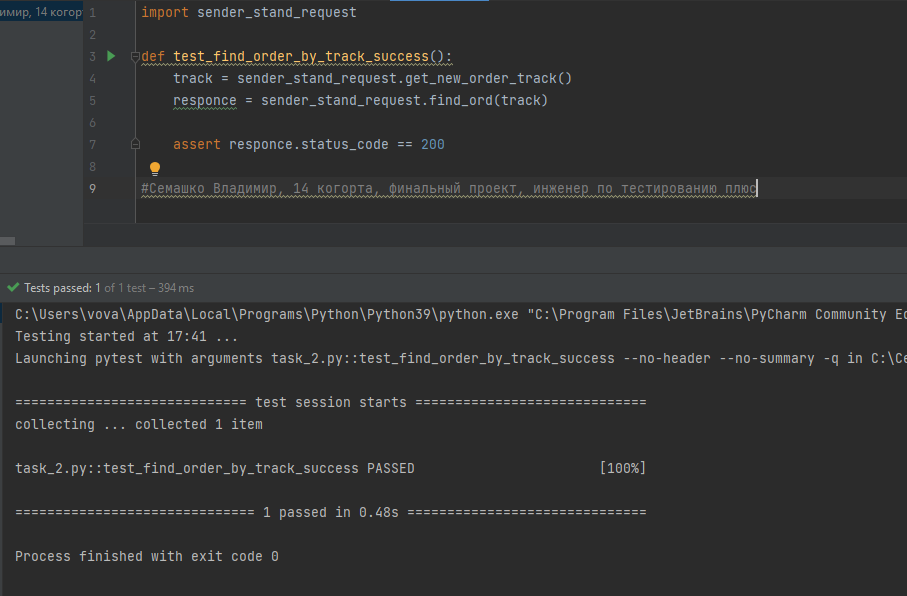 имир, 14 когор
1 import sender_stand_request
2
3 def test_find_order_by_track_success():
4 track = sender_stand_request.get_new_order_track()
5 responce = sender_stand_request.find_ord(track)
6
7 assert responce.status_code == 200
8
9 #Семашко Владимир, 14 когорта, финальный проект, инженер по тестированию плюс
Tests passed: 1 of 1 test – 394 ms
C:\Users\vova\AppData\Local\Programs\Python\Python39\python.exe "C:\Program Files\JetBrains\PyCharm Community Ed
Testing started at 17:41 ...
Launching pytest with arguments task_2.py::test_find_order_by_track_success --no-header --no-summary -q in C:\Се
============================= test session starts =============================
collecting ... collected 1 item
task_2.py::test_find_order_by_track_success PASSED [100%]
============================== 1 passed in 0.48s ==============================
Process finished with exit code 0